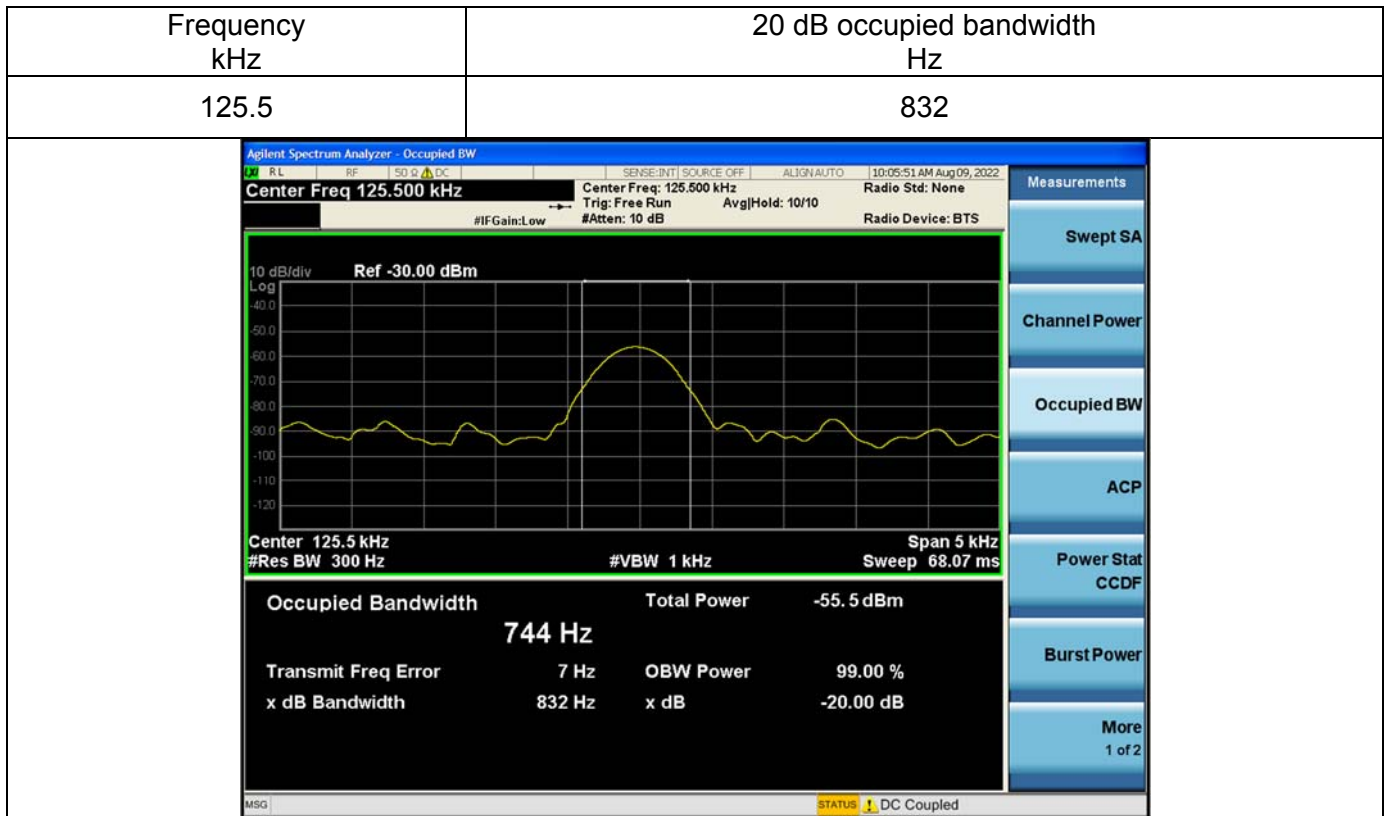 Frequency
kHz
20 dB occupied bandwidth
Hz
125.5
832
Agilent Spectrum Analyzer - Occupied BW
LXI RL RF 50 Ω DC SENSE:INT SOURCE OFF ALIGNAUTO 10:05:51 AM Aug 09, 2022
Center Freq 125.500 kHz
Center Freq: 125.500 kHz
Radio Std: None
Trig: Free Run
Avg|Hold: 10/10
#IFGain:Low
#Atten: 10 dB
Radio Device: BTS
10 dB/div
Ref -30.00 dBm
Log
-40.0
-50.0
-60.0
-70.0
-80.0
-90.0
-100
-110
-120
Center 125.5 kHz
Span 5 kHz
#Res BW 300 Hz
#VBW 1 kHz
Sweep 68.07 ms
Occupied Bandwidth
Total Power
-55.5 dBm
744 Hz
Transmit Freq Error
7 Hz
OBW Power
99.00 %
x dB Bandwidth
832 Hz
x dB
-20.00 dB
Measurements
Swept SA
Channel Power
Occupied BW
ACP
Power Stat
CCDF
Burst Power
More
1 of 2
MSG
STATUS
DC Coupled